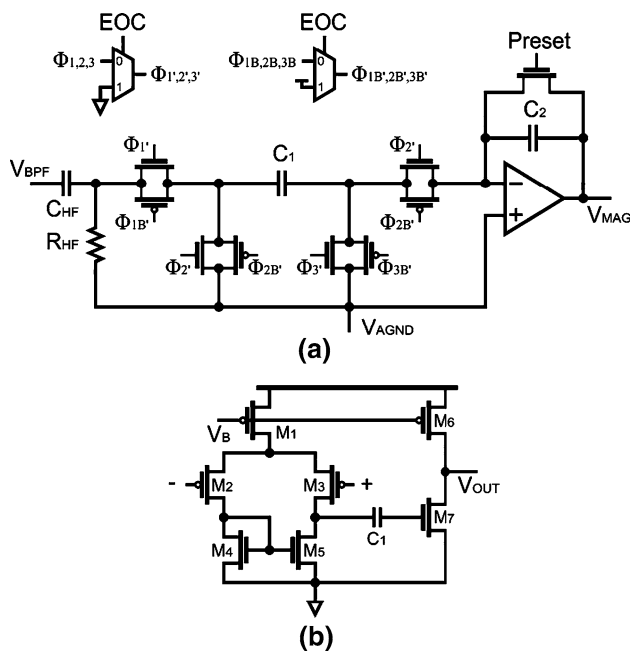 EOC
EOC
Φ1,2,3
0
1
Φ1',2',3'
Φ1B,2B,3B
0
1
Φ1B',2B',3B'
Preset
C2
VBPF
CHF
RHF
Φ1'
Φ1B'
C1
Φ2'
Φ2B'
Φ2'
Φ2B'
Φ3'
Φ3B'
−
+
VMAG
VAGND
(a)
VB
M1
M6
-
M2
M3
+
VOUT
M4
M5
C1
M7
(b)